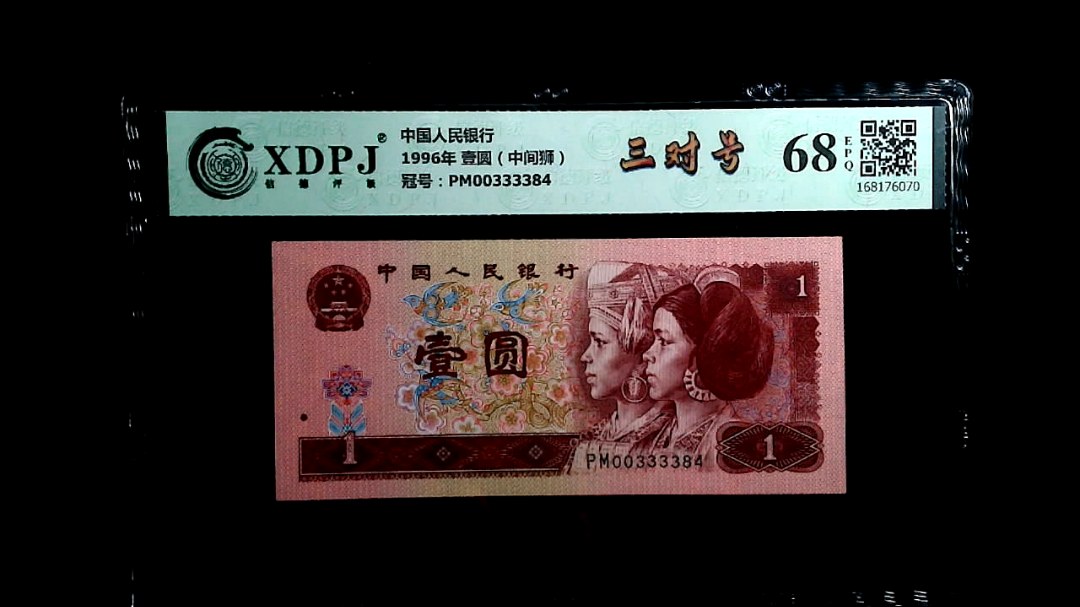 XDPJ®
信德评级
中国人民银行
1996年 壹圆（中间狮）
冠号：PM00333384
三对号
68
EPQ
168176070
中国人民银行
1
壹圆
1
PM00333384
1